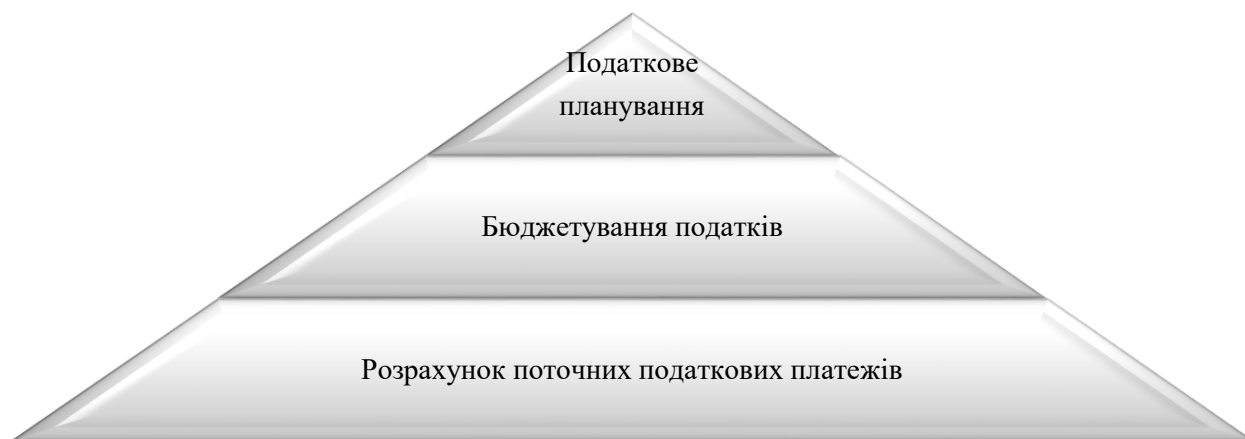 Податкове
планування
Бюджетування податків
Розрахунок поточних податкових платежів